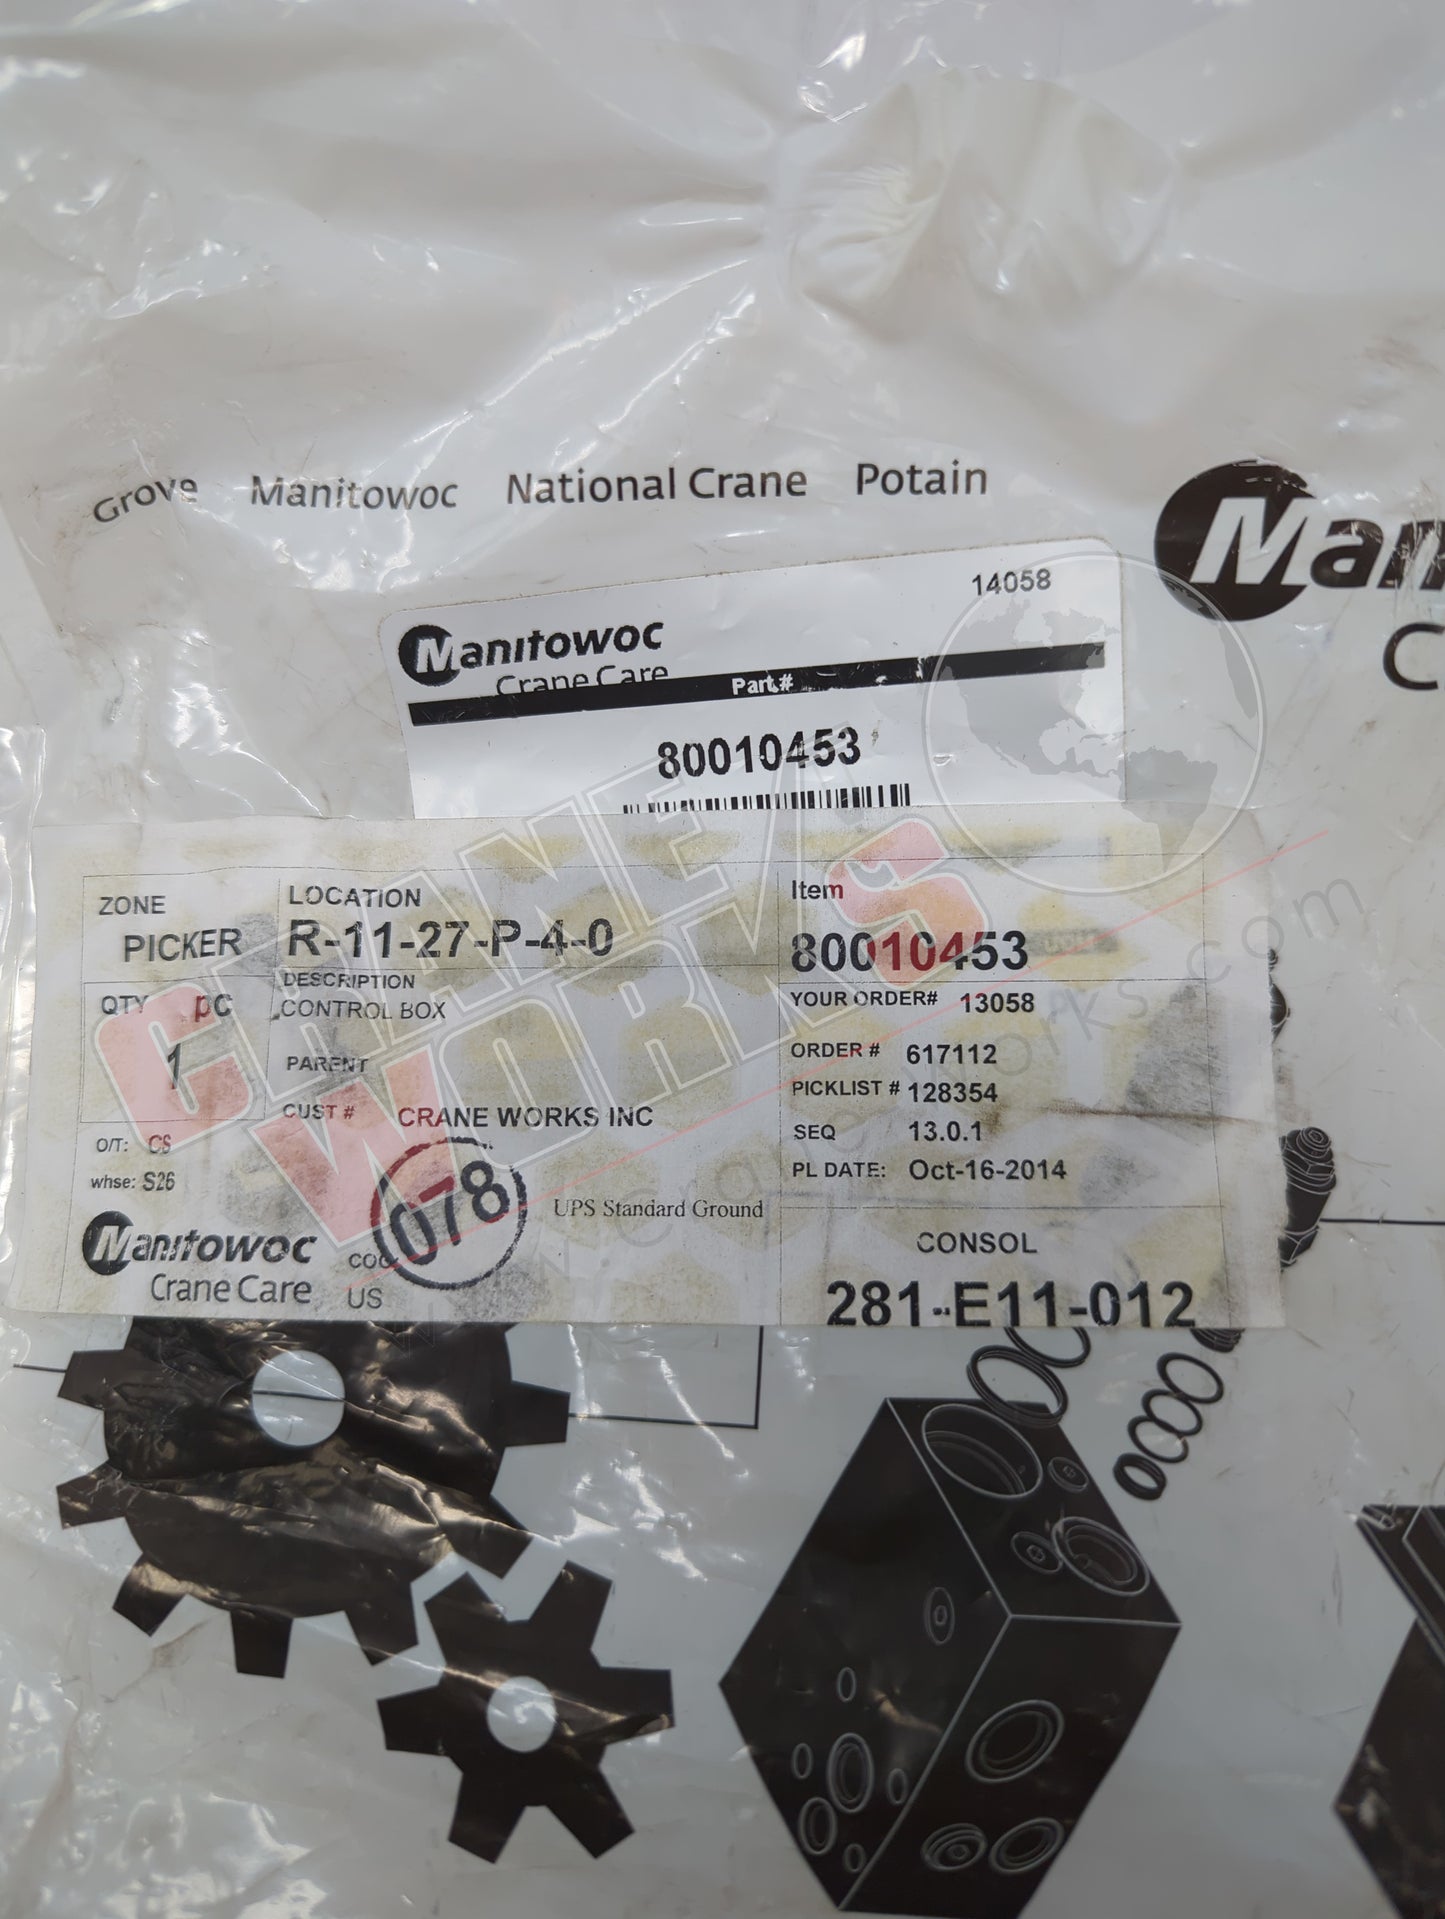 Grove Manitowoc National Crane Potain
Man
C
14058
Manitowoc
Crane Care
Part #
80010453
ZONE
PICKER
LOCATION
R-11-27-P-4-0
Item
80010453
QTY pc
1
DESCRIPTION
CONTROL BOX
PARENT
CUST # CRANE WORKS INC
YOUR ORDER# 13058
ORDER # 617112
PICKLIST # 128354
SEQ 13.0.1
PL DATE: Oct-16-2014
O/T: CS
whse: S26
Manitowoc
Crane Care
COO
US
078
UPS Standard Ground
CONSOL
281-E11-012
CRANE
WORKS